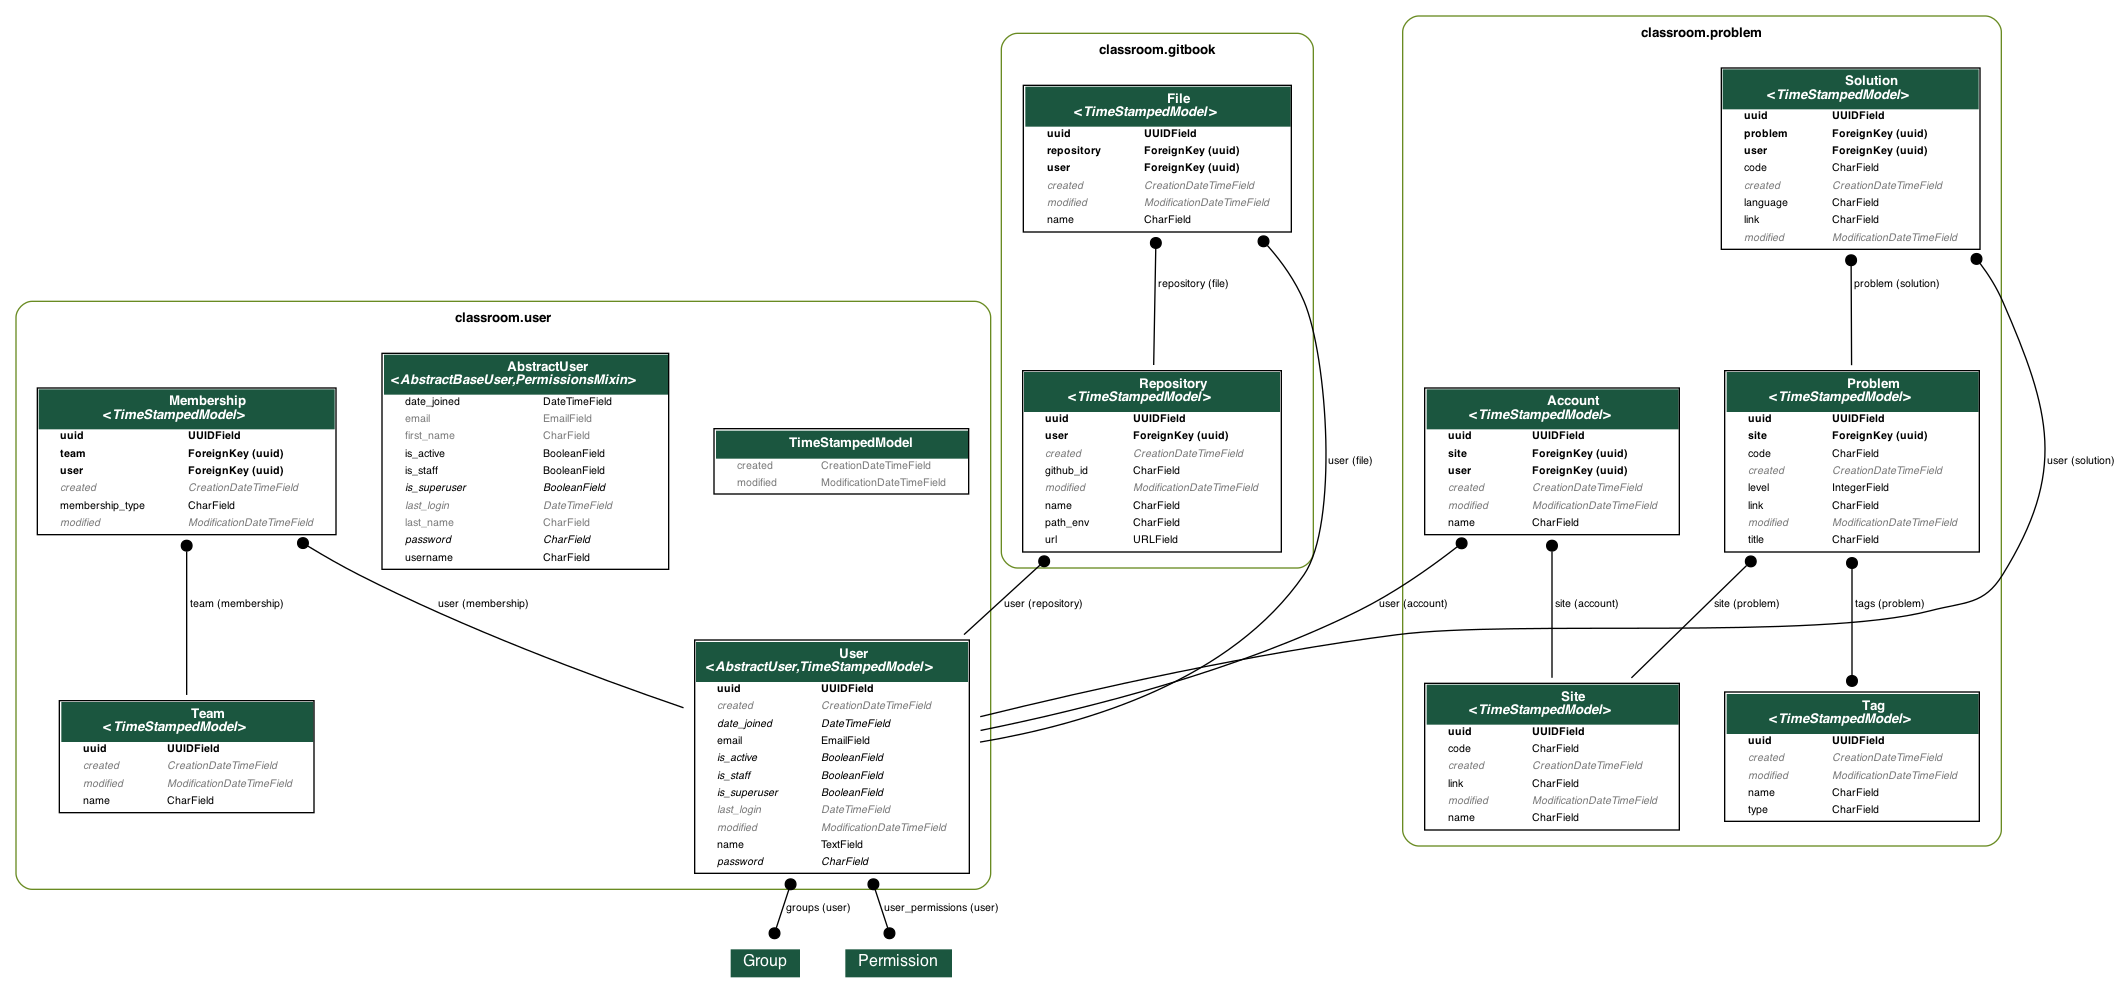 classroom.gitbook
File
<TimeStampedModel>
uuid UUIDField
repository ForeignKey (uuid)
user ForeignKey (uuid)
created CreationDateTimeField
modified ModificationDateTimeField
name CharField
repository (file)
Repository
<TimeStampedModel>
uuid UUIDField
user ForeignKey (uuid)
created CreationDateTimeField
github_id CharField
modified ModificationDateTimeField
name CharField
path_env CharField
url URLField
user (file)
user (repository)
classroom.problem
Solution
<TimeStampedModel>
uuid UUIDField
problem ForeignKey (uuid)
user ForeignKey (uuid)
code CharField
created CreationDateTimeField
language CharField
link CharField
modified ModificationDateTimeField
problem (solution)
user (solution)
Account
<TimeStampedModel>
uuid UUIDField
site ForeignKey (uuid)
user ForeignKey (uuid)
created CreationDateTimeField
modified ModificationDateTimeField
name CharField
Problem
<TimeStampedModel>
uuid UUIDField
site ForeignKey (uuid)
code CharField
created CreationDateTimeField
level IntegerField
link CharField
modified ModificationDateTimeField
title CharField
user (account)
site (account)
site (problem)
tags (problem)
Site
<TimeStampedModel>
uuid UUIDField
code CharField
created CreationDateTimeField
link CharField
modified ModificationDateTimeField
name CharField
Tag
<TimeStampedModel>
uuid UUIDField
created CreationDateTimeField
modified ModificationDateTimeField
name CharField
type CharField
classroom.user
Membership
<TimeStampedModel>
uuid UUIDField
team ForeignKey (uuid)
user ForeignKey (uuid)
created CreationDateTimeField
membership_type CharField
modified ModificationDateTimeField
AbstractUser
<AbstractBaseUser,PermissionsMixin>
date_joined DateTimeField
email EmailField
first_name CharField
is_active BooleanField
is_staff BooleanField
is_superuser BooleanField
last_login DateTimeField
last_name CharField
password CharField
username CharField
TimeStampedModel
created CreationDateTimeField
modified ModificationDateTimeField
team (membership)
user (membership)
Team
<TimeStampedModel>
uuid UUIDField
created CreationDateTimeField
modified ModificationDateTimeField
name CharField
User
<AbstractUser,TimeStampedModel>
uuid UUIDField
created CreationDateTimeField
date_joined DateTimeField
email EmailField
is_active BooleanField
is_staff BooleanField
is_superuser BooleanField
last_login DateTimeField
modified ModificationDateTimeField
name TextField
password CharField
groups (user)
user_permissions (user)
Group
Permission